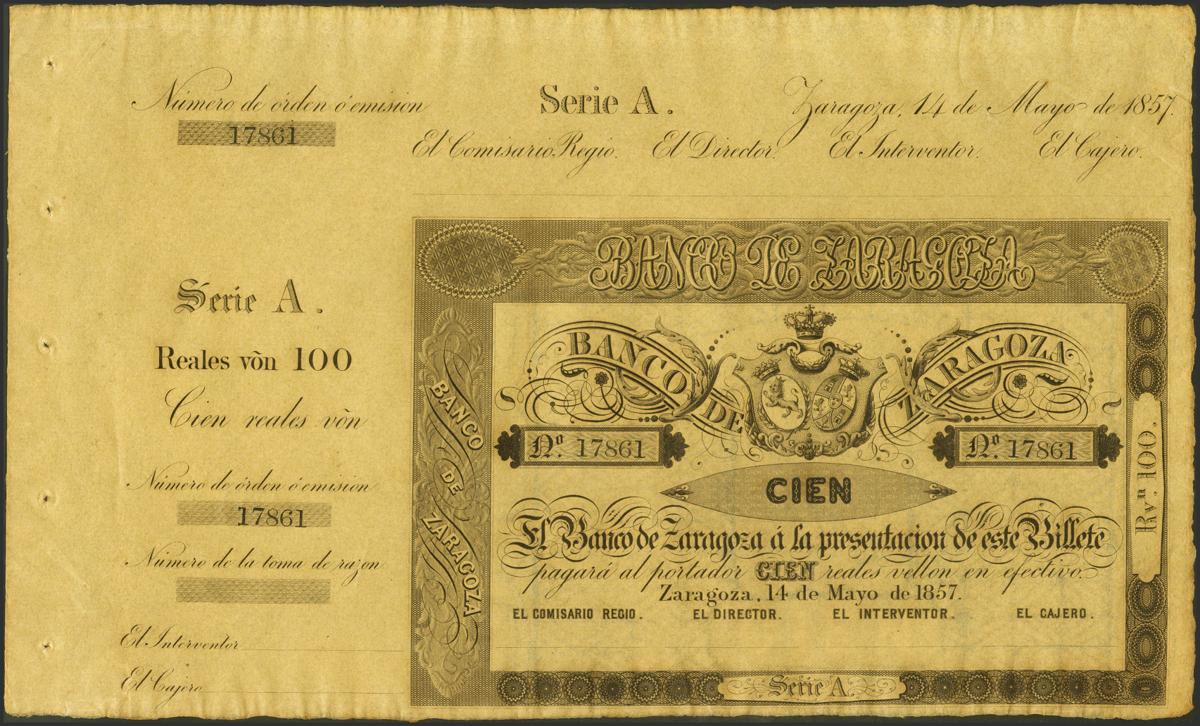 Número de órden ó emision
17861
Serie A.
Zaragoza, 14 de Mayo de 1857.
El Comisario Regio. El Director. El Interventor. El Cajero.
Serie A.
Reales võn 100
Cien reales võn
Número de órden ó emision
17861
Número de la toma de razon
El Interventor
El Cajero
BANCO DE ZARAGOZA
BANCO DE ZARAGOZA
BANCO DE ZARAGOZA
Nº. 17861
Nº. 17861
CIEN
El Banco de Zaragoza á la presentacion de este Billete
pagará al portador CIEN reales vellon en efectivo.
Zaragoza, 14 de Mayo de 1857.
EL COMISARIO REGIO. EL DIRECTOR. EL INTERVENTOR. EL CAJERO.
Rvⁿ. 100.
Serie A.